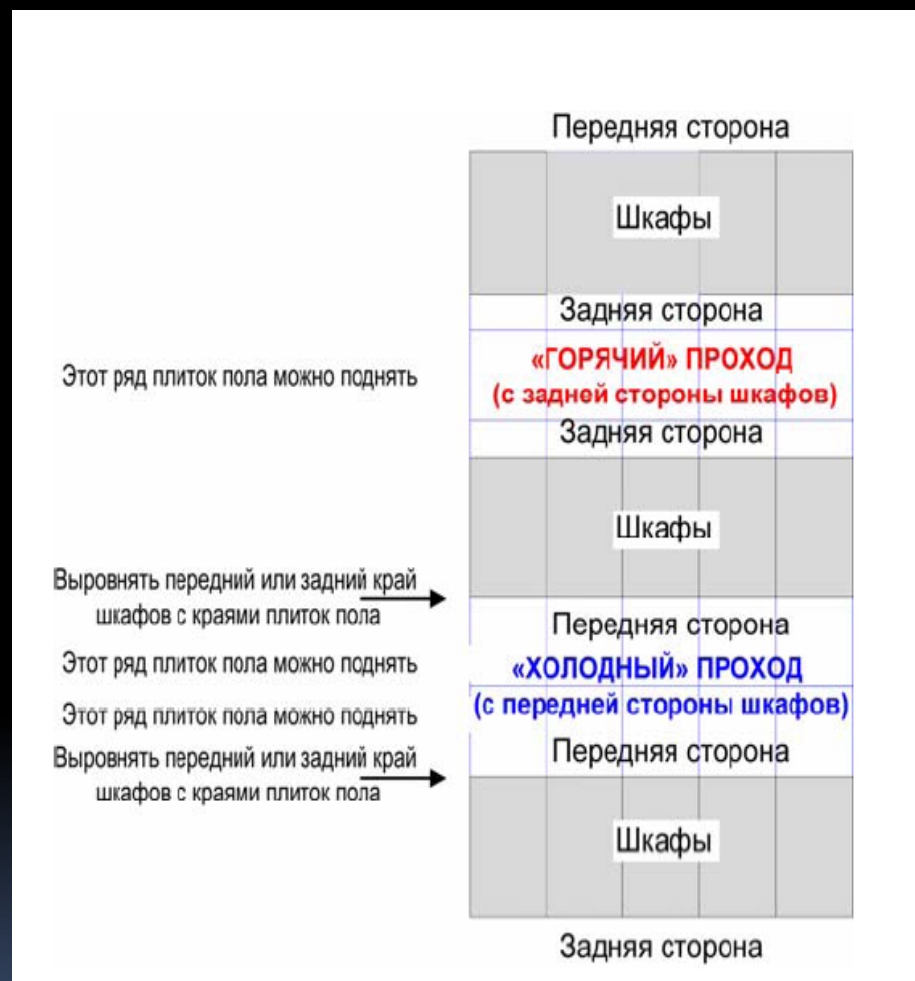 Передняя сторона
Шкафы
Задняя сторона
Этот ряд плиток пола можно поднять
«ГОРЯЧИЙ» ПРОХОД
(с задней стороны шкафов)
Задняя сторона
Шкафы
Выровнять передний или задний край
шкафов с краями плиток пола
Передняя сторона
Этот ряд плиток пола можно поднять
«ХОЛОДНЫЙ» ПРОХОД
(с передней стороны шкафов)
Этот ряд плиток пола можно поднять
Выровнять передний или задний край
шкафов с краями плиток пола
Передняя сторона
Шкафы
Задняя сторона